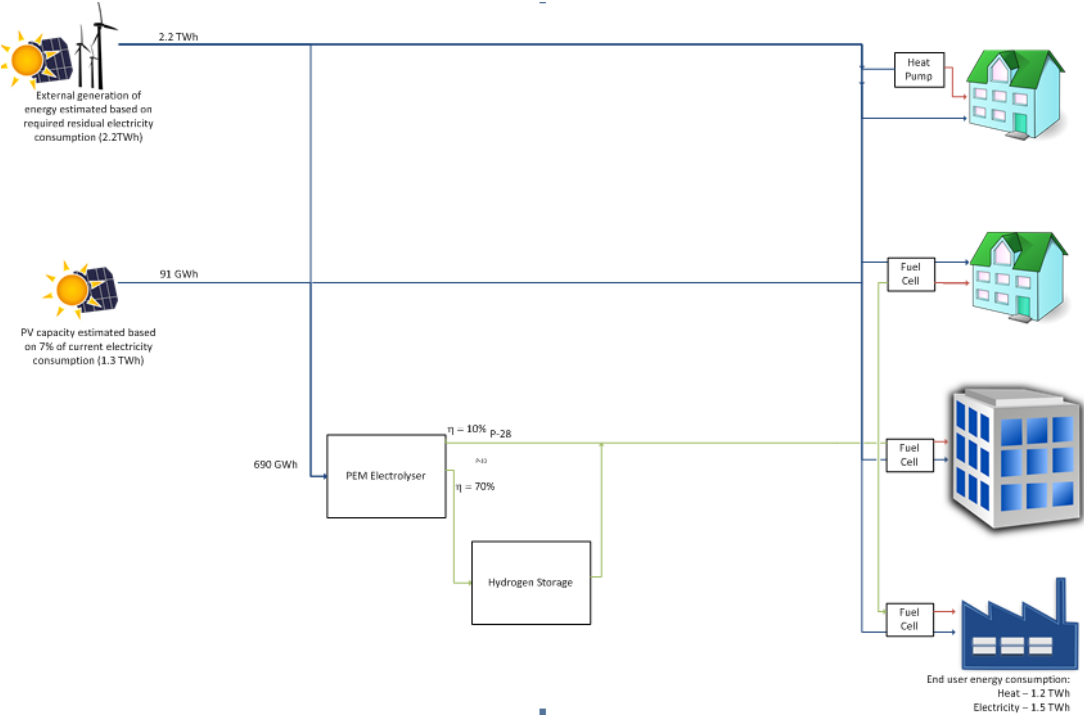 2.2 TWh
External generation of
energy estimated based on
required residual electricity
consumption (2.2TWh)
Heat
Pump
91 GWh
PV capacity estimated based
on 7% of current electricity
consumption (1.3 TWh)
Fuel
Cell
η = 10%
P-28
690 GWh
PEM Electrolyser
η = 70%
Fuel
Cell
Hydrogen Storage
Fuel
Cell
End user energy consumption:
Heat – 1.2 TWh
Electricity – 1.5 TWh